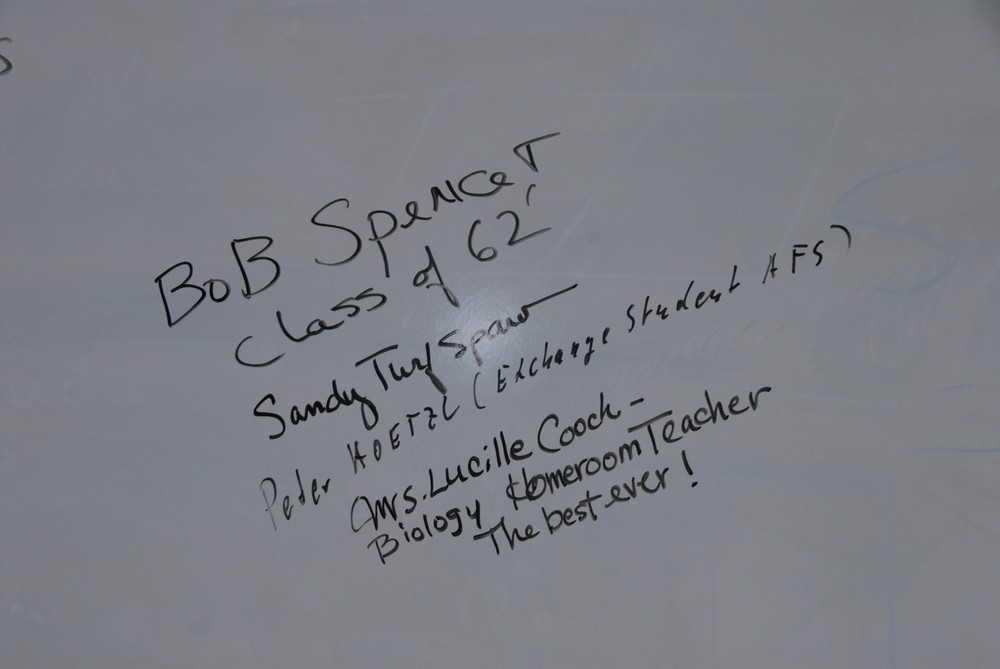 BoB Spencer
Class of 62'
Sandy Turf Spaw
Peter HOETZL (Exchange Student AFS)
Mrs. Lucille Cooch -
Biology Homeroom Teacher
The best ever!